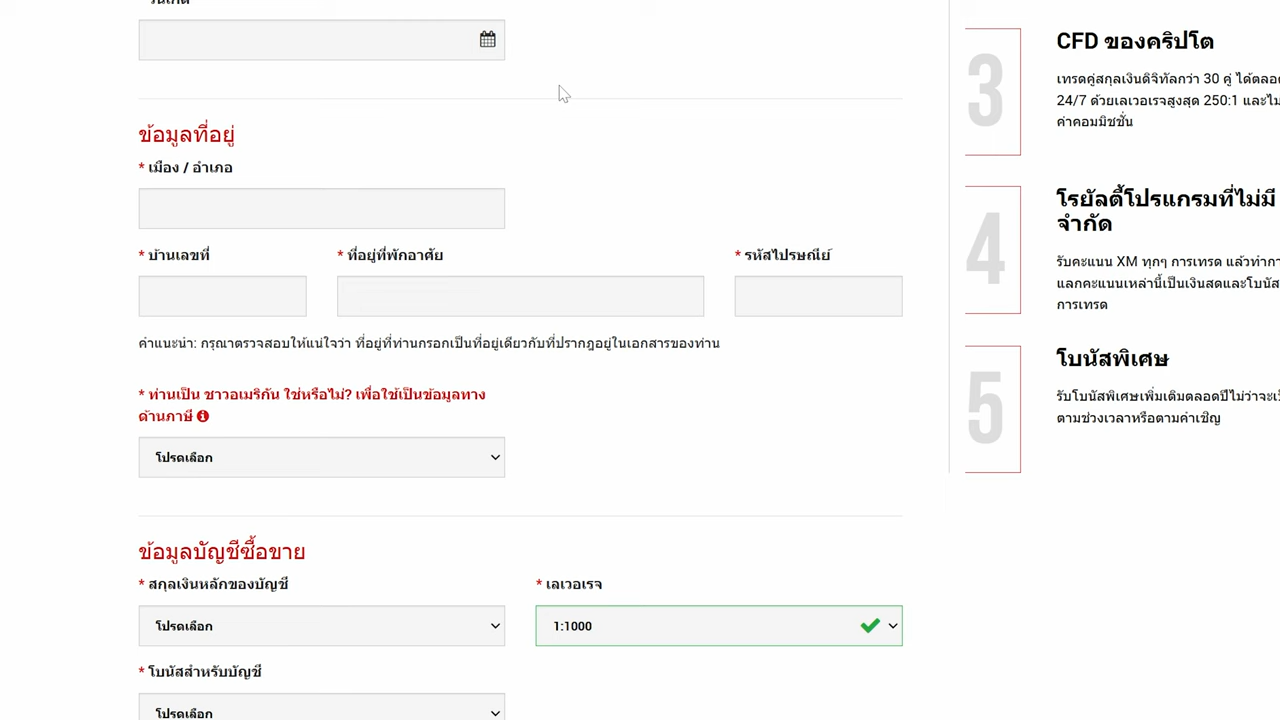 ข้อมูลที่อยู่
* เมือง / อำเภอ
* บ้านเลขที่
* ที่อยู่ที่พักอาศัย
* รหัสไปรษณีย์
คำแนะนำ: กรุณาตรวจสอบให้แน่ใจว่า ที่อยู่ที่ท่านกรอกเป็นที่อยู่เดียวกับที่ปรากฎอยู่ในเอกสารของท่าน
* ท่านเป็น ชาวอเมริกัน ใช่หรือไม่? เพื่อใช้เป็นข้อมูลทาง
ด้านภาษี
โปรดเลือก
ข้อมูลบัญชีซื้อขาย
* สกุลเงินหลักของบัญชี
* เลเวอเรจ
โปรดเลือก
1:1000
* โบนัสสำหรับบัญชี
โปรดเลือก
3
CFD ของคริปโต
เทรดคู่สกุลเงินดิจิทัลกว่า 30 คู่ ได้ตลอด
24/7 ด้วยเลเวอเรจสูงสุด 250:1 และไม
ค่าคอมมิชชั่น
4
โรยัลตี้โปรแกรมที่ไม่มี
จำกัด
รับคะแนน XM ทุกๆ การเทรด แล้วทำกา
แลกคะแนนเหล่านี้เป็นเงินสดและโบนัส
การเทรด
5
โบนัสพิเศษ
รับโบนัสพิเศษเพิ่มเติมตลอดปีไม่ว่าจะเ
ตามช่วงเวลาหรือตามคำเชิญ